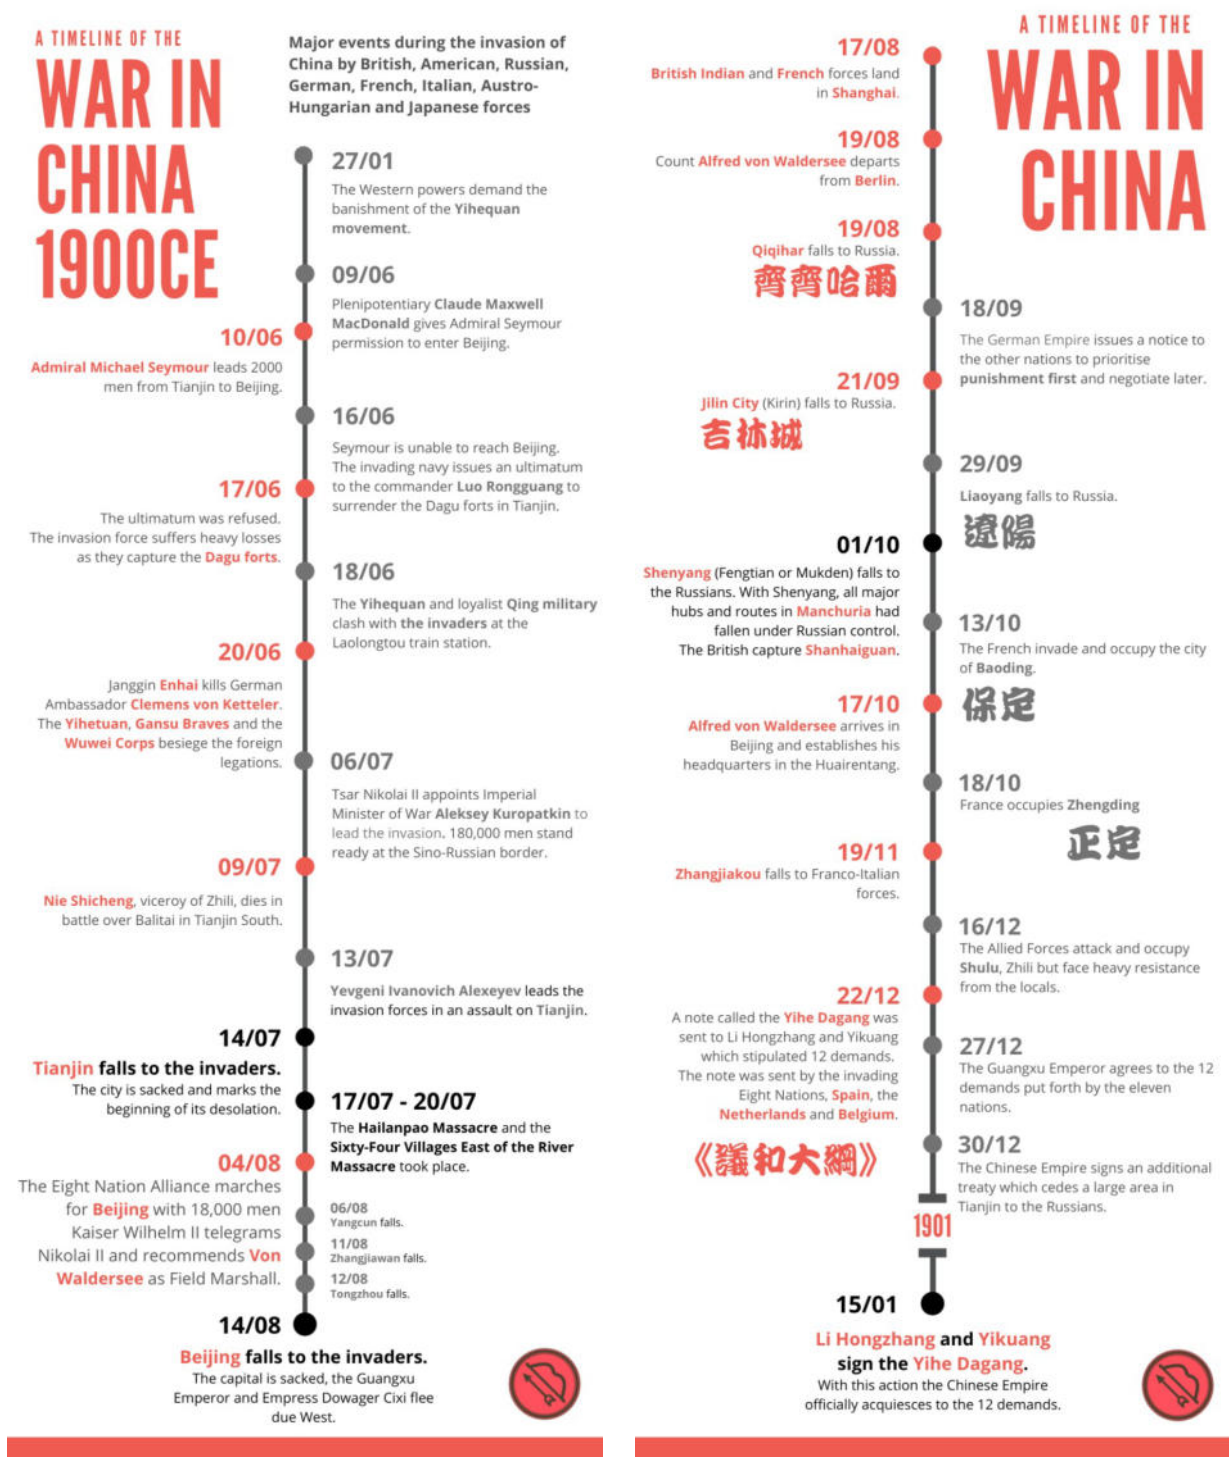 A TIMELINE OF THE
WAR IN
CHINA
1900CE
Major events during the invasion of
China by British, American, Russian,
German, French, Italian, Austro-
Hungarian and Japanese forces
27/01
The Western powers demand the
banishment of the Yihequan
movement.
09/06
Plenipotentiary Claude Maxwell
MacDonald gives Admiral Seymour
permission to enter Beijing.
10/06
Admiral Michael Seymour leads 2000
men from Tianjin to Beijing.
16/06
Seymour is unable to reach Beijing.
The invading navy issues an ultimatum
to the commander Luo Rongguang to
surrender the Dagu forts in Tianjin.
17/06
The ultimatum was refused.
The invasion force suffers heavy losses
as they capture the Dagu forts.
18/06
The Yihequan and loyalist Qing military
clash with the invaders at the
Laolongtou train station.
20/06
Janggin Enhai kills German
Ambassador Clemens von Ketteler.
The Yihetuan, Gansu Braves and the
Wuwei Corps besiege the foreign
legations.
06/07
Tsar Nikolai II appoints Imperial
Minister of War Aleksey Kuropatkin to
lead the invasion. 180,000 men stand
ready at the Sino-Russian border.
09/07
Nie Shicheng, viceroy of Zhili, dies in
battle over Balitai in Tianjin South.
13/07
Yevgeni Ivanovich Alexeyev leads the
invasion forces in an assault on Tianjin.
14/07
Tianjin falls to the invaders.
The city is sacked and marks the
beginning of its desolation.
17/07 - 20/07
The Hailanpao Massacre and the
Sixty-Four Villages East of the River
Massacre took place.
04/08
The Eight Nation Alliance marches
for Beijing with 18,000 men
Kaiser Wilhelm II telegrams
Nikolai II and recommends Von
Waldersee as Field Marshall.
06/08
Yangcun falls.
11/08
Zhangjiawan falls.
12/08
Tongzhou falls.
14/08
Beijing falls to the invaders.
The capital is sacked, the Guangxu
Emperor and Empress Dowager Cixi flee
due West.
A TIMELINE OF THE
WAR IN
CHINA
17/08
British Indian and French forces land
in Shanghai.
19/08
Count Alfred von Waldersee departs
from Berlin.
19/08
Qiqihar falls to Russia.
齊齊哈爾
18/09
The German Empire issues a notice to
the other nations to prioritise
punishment first and negotiate later.
21/09
Jilin City (Kirin) falls to Russia.
吉林城
29/09
Liaoyang falls to Russia.
遼陽
01/10
Shenyang (Fengtian or Mukden) falls to
the Russians. With Shenyang, all major
hubs and routes in Manchuria had
fallen under Russian control.
The British capture Shanhaiguan.
13/10
The French invade and occupy the city
of Baoding.
保定
17/10
Alfred von Waldersee arrives in
Beijing and establishes his
headquarters in the Huairentang.
18/10
France occupies Zhengding
正定
19/11
Zhangjiakou falls to Franco-Italian
forces.
16/12
The Allied Forces attack and occupy
Shulu, Zhili but face heavy resistance
from the locals.
22/12
A note called the Yihe Dagang was
sent to Li Hongzhang and Yikuang
which stipulated 12 demands.
The note was sent by the invading
Eight Nations, Spain, the
Netherlands and Belgium.
《議和大綱》
27/12
The Guangxu Emperor agrees to the 12
demands put forth by the eleven
nations.
30/12
The Chinese Empire signs an additional
treaty which cedes a large area in
Tianjin to the Russians.
1901
15/01
Li Hongzhang and Yikuang
sign the Yihe Dagang.
With this action the Chinese Empire
officially acquiesces to the 12 demands.